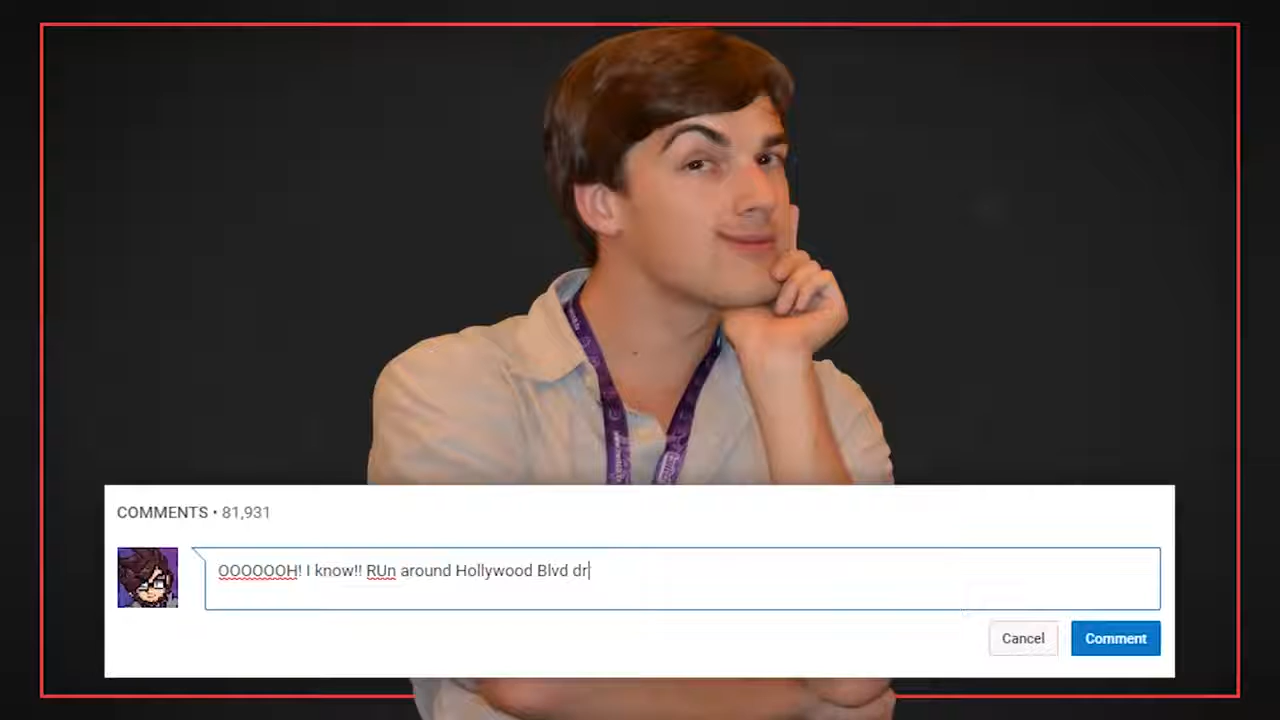 COMMENTS • 81,931
OOOOOOH! I know!! RUn around Hollywood Blvd dr
Cancel
Comment